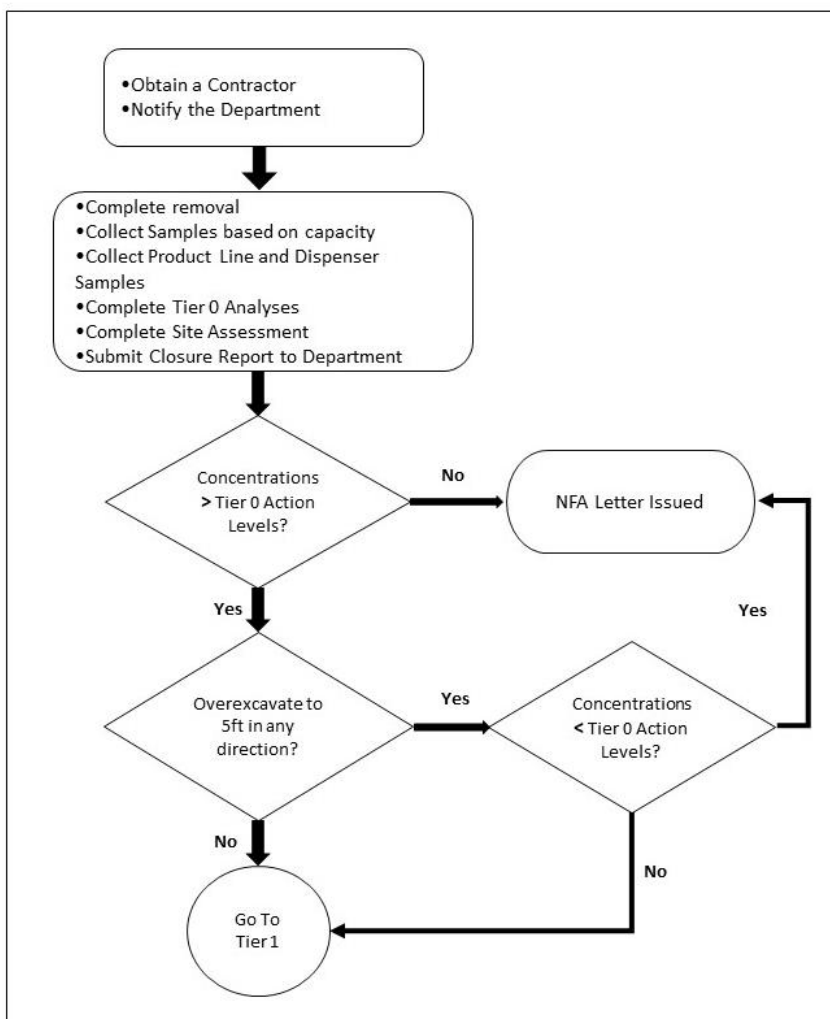 •Obtain a Contractor
•Notify the Department
•Complete removal
•Collect Samples based on capacity
•Collect Product Line and Dispenser
Samples
•Complete Tier 0 Analyses
•Complete Site Assessment
•Submit Closure Report to Department
Concentrations
> Tier 0 Action
Levels?
No
NFA Letter Issued
Yes
Yes
Overexcavate to
5ft in any
direction?
Yes
Concentrations
< Tier 0 Action
Levels?
No
No
Go To
Tier 1